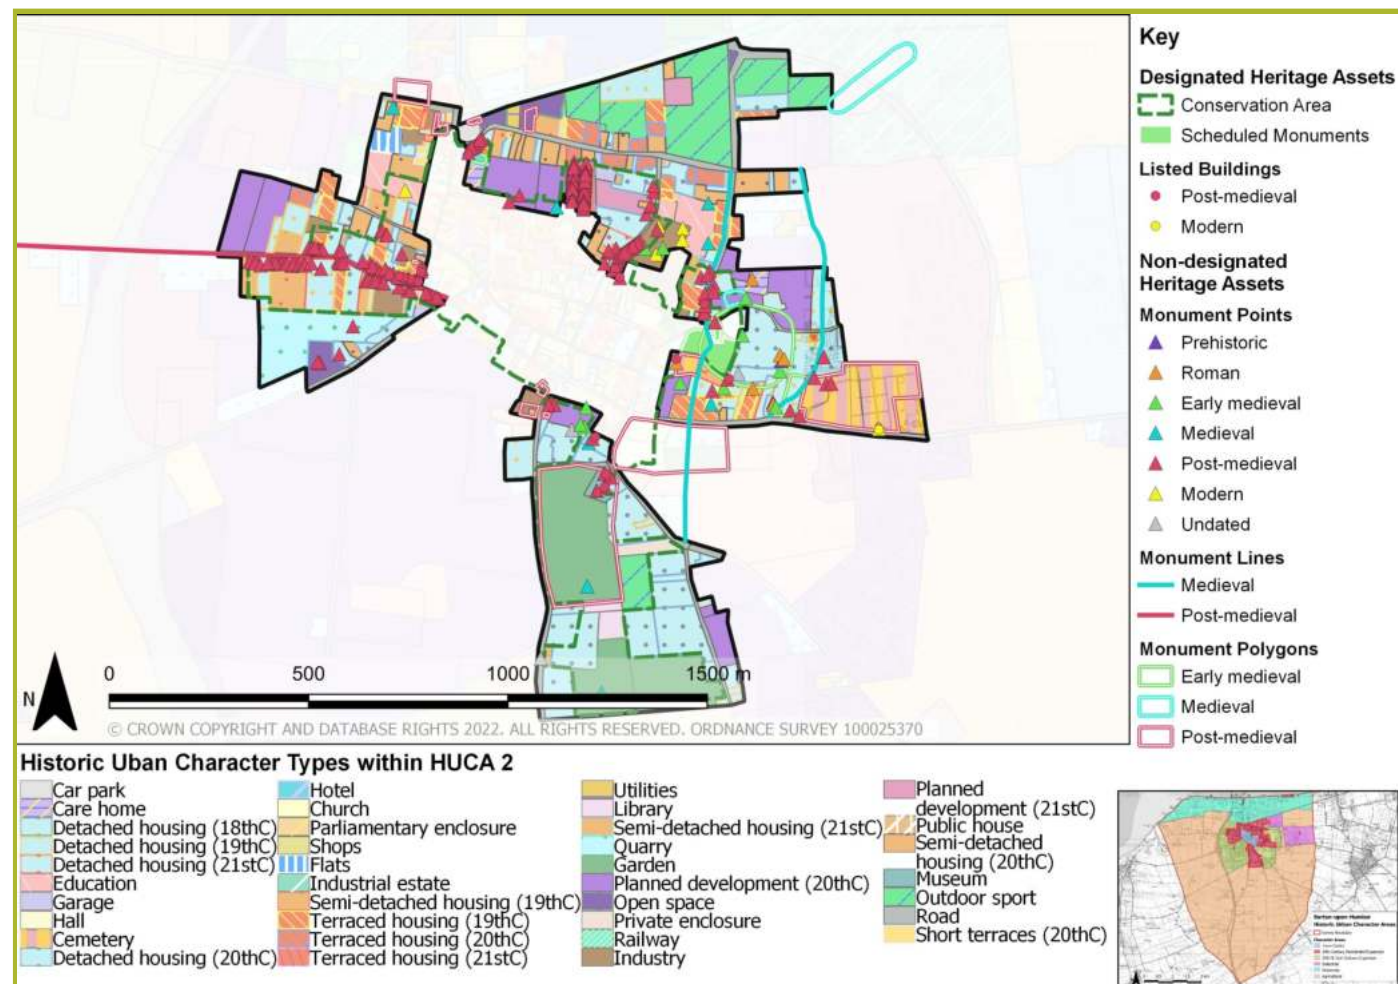 Key
Designated Heritage Assets
Conservation Area
Scheduled Monuments
Listed Buildings
Post-medieval
Modern
Non-designated
Heritage Assets
Monument Points
Prehistoric
Roman
Early medieval
Medieval
Post-medieval
Modern
Undated
Monument Lines
Medieval
Post-medieval
Monument Polygons
Early medieval
Medieval
Post-medieval
0 500 1000 1500 m
N
© CROWN COPYRIGHT AND DATABASE RIGHTS 2022. ALL RIGHTS RESERVED. ORDNANCE SURVEY 100025370
Historic Uban Character Types within HUCA 2
Car park
Care home
Detached housing (18thC)
Detached housing (19thC)
Detached housing (21stC)
Education
Garage
Hall
Cemetery
Detached housing (20thC)
Hotel
Church
Parliamentary enclosure
Shops
Flats
Industrial estate
Semi-detached housing (19thC)
Terraced housing (19thC)
Terraced housing (20thC)
Terraced housing (21stC)
Utilities
Library
Semi-detached housing (21stC)
Quarry
Garden
Planned development (20thC)
Open space
Private enclosure
Railway
Industry
Planned
development (21stC)
Public house
Semi-detached
housing (20thC)
Museum
Outdoor sport
Road
Short terraces (20thC)
Barton-upon-Humber
Historic Urban Character Areas